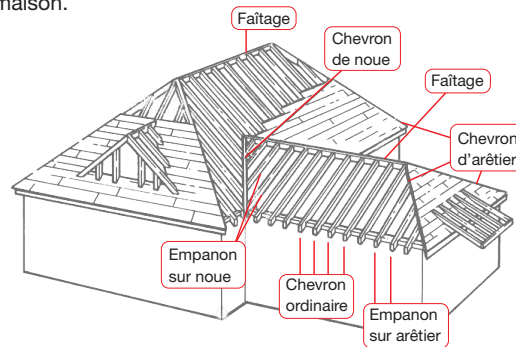 maison.
Faîtage
Chevron
de noue
Faîtage
Chevron
d'arêtier
Empanon
sur noue
Chevron
ordinaire
Empanon
sur arêtier